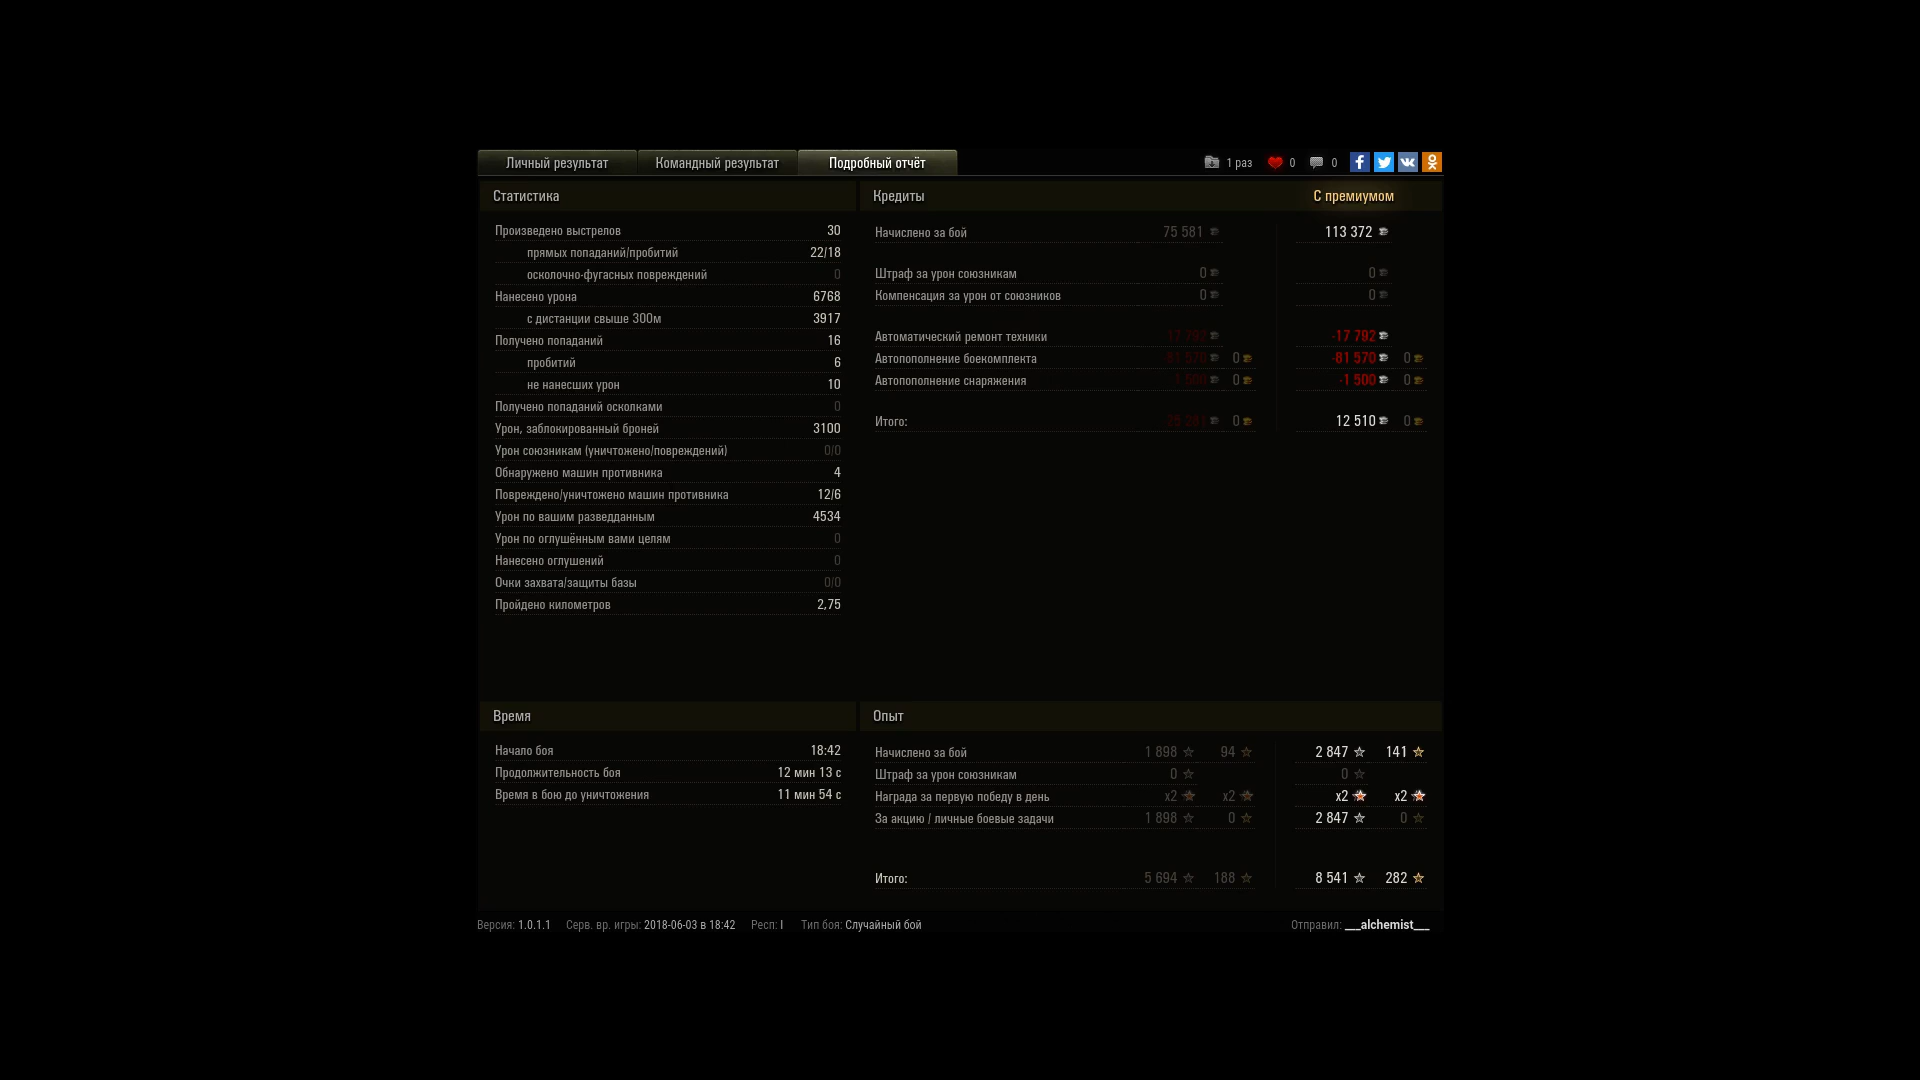 Личный результат Командный результат Подробный отчёт 1 раз 0 0
Статистика
Произведено выстрелов 30
прямых попаданий/пробитий 22/18
осколочно-фугасных повреждений 0
Нанесено урона 6768
с дистанции свыше 300м 3917
Получено попаданий 16
пробитий 6
не нанесших урон 10
Получено попаданий осколками 0
Урон, заблокированный броней 3100
Урон союзникам (уничтожено/повреждений) 0/0
Обнаружено машин противника 4
Повреждено/уничтожено машин противника 12/6
Урон по вашим разведданным 4534
Урон по оглушённым вами целям 0
Нанесено оглушений 0
Очки захвата/защиты базы 0/0
Пройдено километров 2,75
Кредиты С премиумом
Начислено за бой 75 581 113 372
Штраф за урон союзникам 0 0
Компенсация за урон от союзников 0 0
Автоматический ремонт техники -17 792 -17 792
Автопополнение боекомплекта -81 570 0 -81 570 0
Автопополнение снаряжения -1 500 0 -1 500 0
Итого: -25 281 0 12 510 0
Время
Начало боя 18:42
Продолжительность боя 12 мин 13 с
Время в бою до уничтожения 11 мин 54 с
Опыт
Начислено за бой 1 898 94 2 847 141
Штраф за урон союзникам 0 0
Награда за первую победу в день x2 x2 x2 x2
За акцию / личные боевые задачи 1 898 0 2 847 0
Итого: 5 694 188 8 541 282
Версия: 1.0.1.1 Серв. вр. игры: 2018-06-03 в 18:42 Респ: I Тип боя: Случайный бой Отправил: ___alchemist___